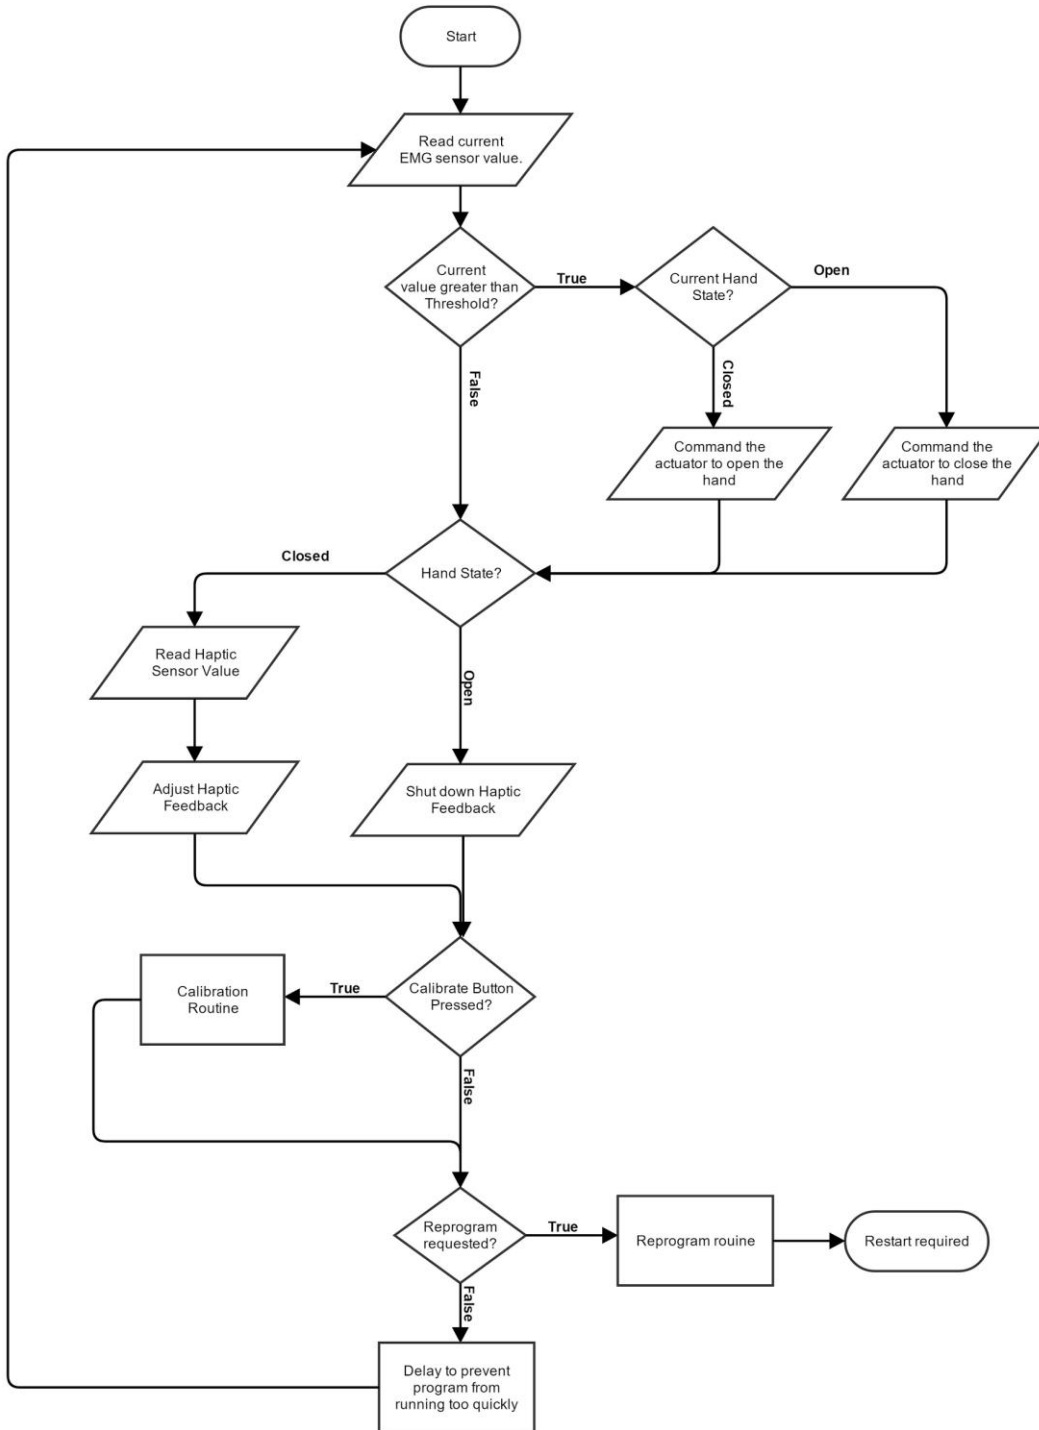 Start
Read current
EMG sensor value.
Current
value greater than
Threshold?
True
Current Hand
State?
Open
False
Closed
Command the
actuator to open the
hand
Command the
actuator to close the
hand
Closed
Hand State?
Read Haptic
Sensor Value
Open
Adjust Haptic
Feedback
Shut down Haptic
Feedback
Calibration
Routine
True
Calibrate Button
Pressed?
False
Reprogram
requested?
True
Reprogram rouine
Restart required
False
Delay to prevent
program from
running too quickly